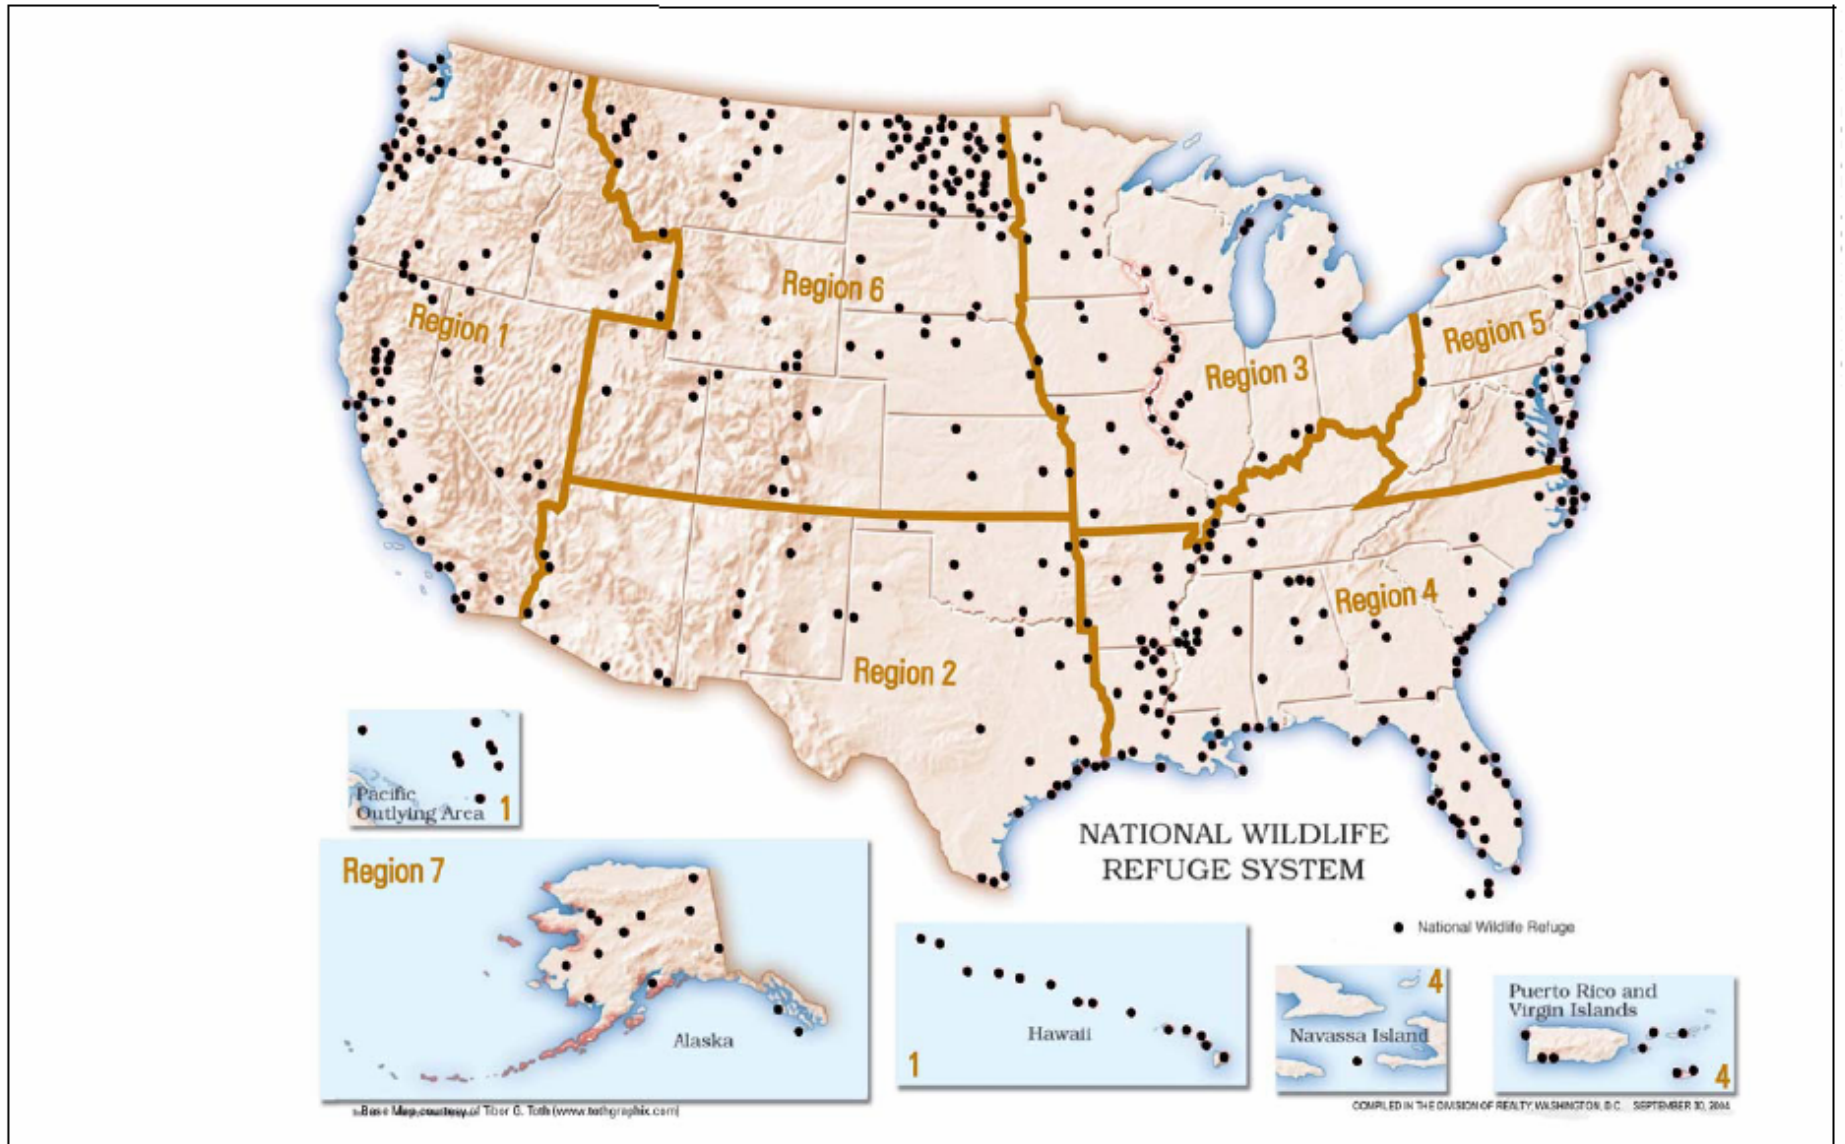 Region 6
Region 1
Region 5
Region 3
Region 4
Region 2
Pacific
Outlying Area
1
NATIONAL WILDLIFE
REFUGE SYSTEM
Region 7
Alaska
National Wildlife Refuge
Hawaii
1
4
Navassa Island
Puerto Rico and
Virgin Islands
4
Base Map courtesy of Tibor G. Toth (www.tothgraphix.com)
COMPILED IN THE DIVISION OF REALTY, WASHINGTON, D.C. SEPTEMBER 30, 2004